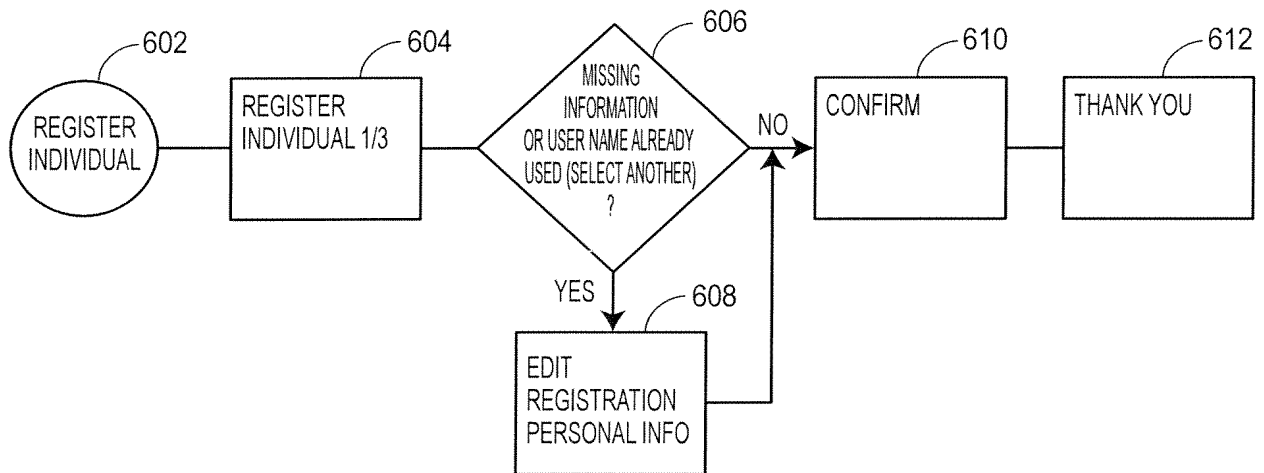 602
REGISTER
INDIVIDUAL
604
REGISTER
INDIVIDUAL 1/3
606
MISSING
INFORMATION
OR USER NAME ALREADY
USED (SELECT ANOTHER)
?
NO
YES
608
EDIT
REGISTRATION
PERSONAL INFO
610
CONFIRM
612
THANK YOU